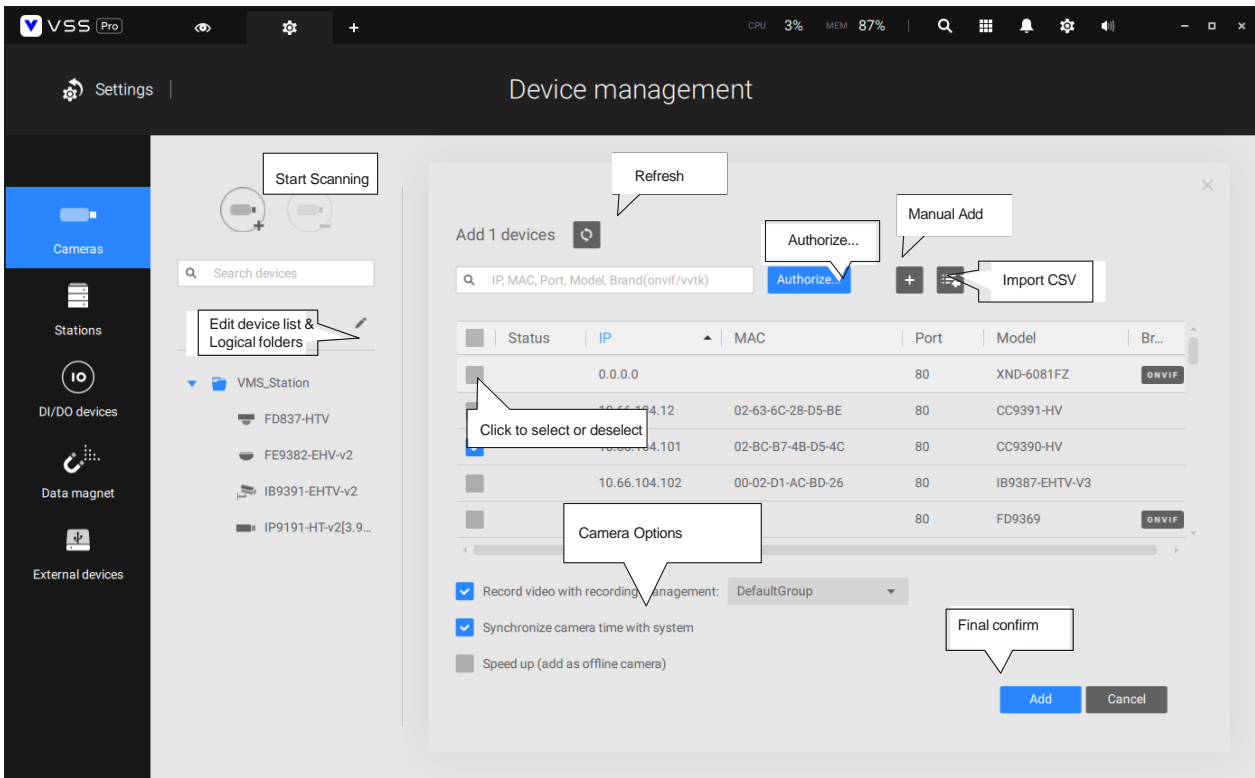 VSS Pro
CPU 3% MEM 87%
Settings
Device management
Start Scanning
Refresh
Manual Add
Add 1 devices
Authorize...
Cameras
Search devices
IP, MAC, Port, Model, Brand(onvif/vvtk)
Authorize...
Import CSV
Stations
Edit device list &
Logical folders
Status IP MAC Port Model Br...
0.0.0.0 80 XND-6081FZ ONVIF
IO
DI/DO devices
VMS_Station
FD837-HTV
FE9382-EHV-v2
IB9391-EHTV-v2
IP9191-HT-v2[3.9...
02-63-6C-28-D5-BE 80 CC9391-HV
Click to select or deselect
02-BC-B7-4B-D5-4C 80 CC9390-HV
10.66.104.102 00-02-D1-AC-BD-26 80 IB9387-EHTV-V3
80 FD9369 ONVIF
Data magnet
External devices
Camera Options
Record video with recording management: DefaultGroup
Synchronize camera time with system
Final confirm
Speed up (add as offline camera)
Add Cancel